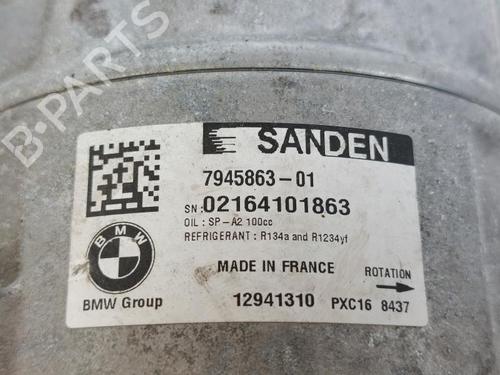 B-PARTS
SANDEN
7945863-01
SN: 02164101863
OIL : SP-A2 100cc
REFRIGERANT : R134a and R1234yf
BMW
MADE IN FRANCE
ROTATION
BMW Group
12941310 PXC16 8437